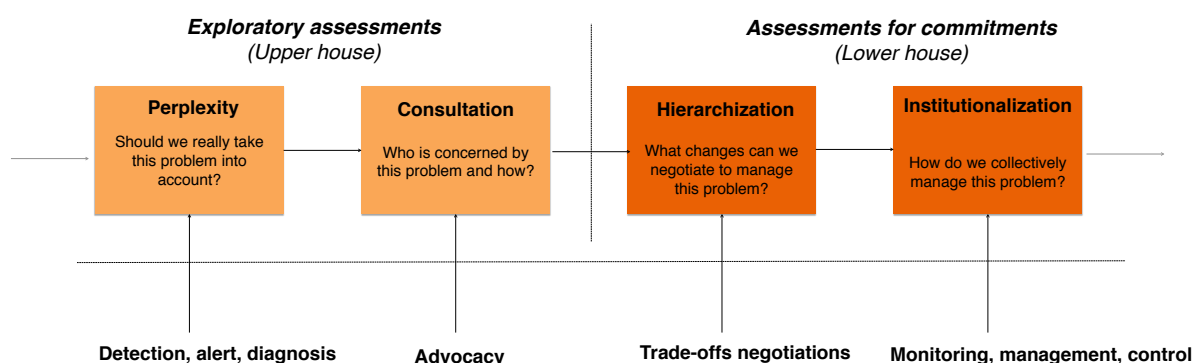 Exploratory assessments
(Upper house)
Assessments for commitments
(Lower house)
Perplexity
Should we really take
this problem into
account?
Consultation
Who is concerned by
this problem and how?
Hierarchization
What changes can we
negotiate to manage
this problem?
Institutionalization
How do we collectively
manage this problem?
Detection, alert, diagnosis
Advocacy
Trade-offs negotiations
Monitoring, management, control